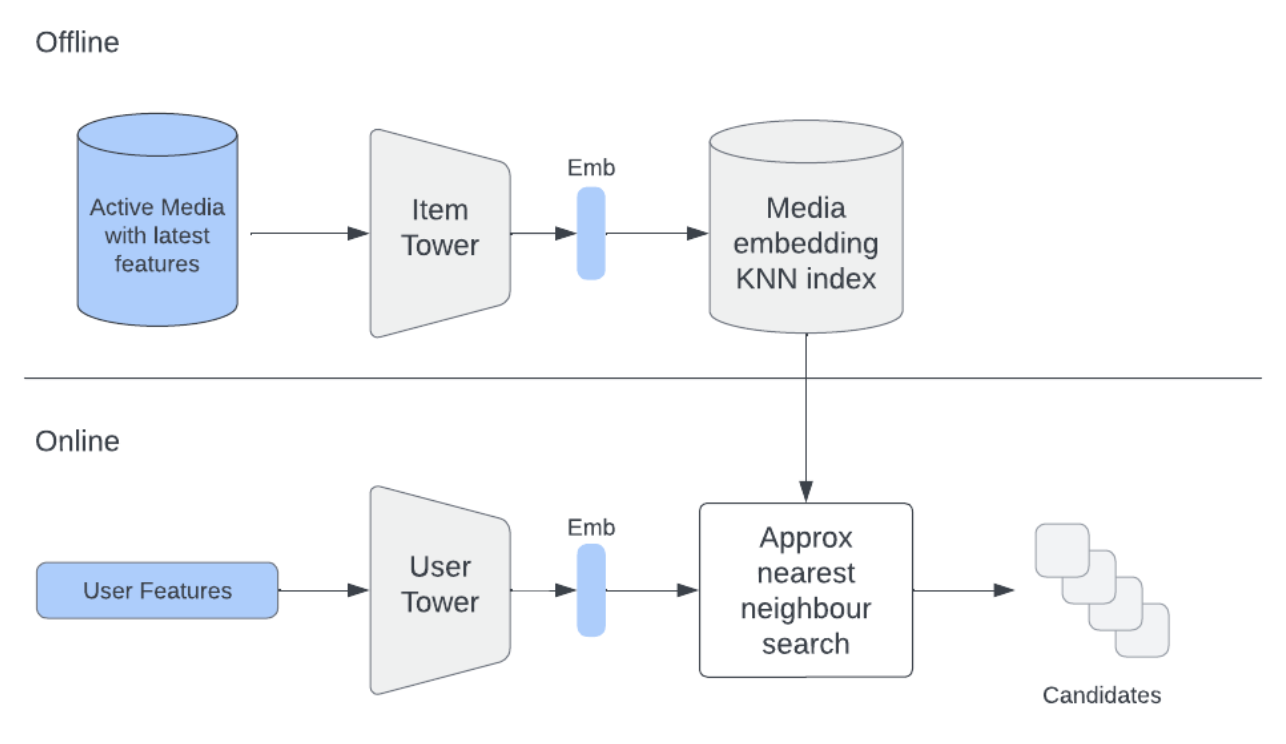 Offline
Active Media
with latest
features
Item
Tower
Emb
Media
embedding
KNN index
Online
User Features
User
Tower
Emb
Approx
nearest
neighbour
search
Candidates